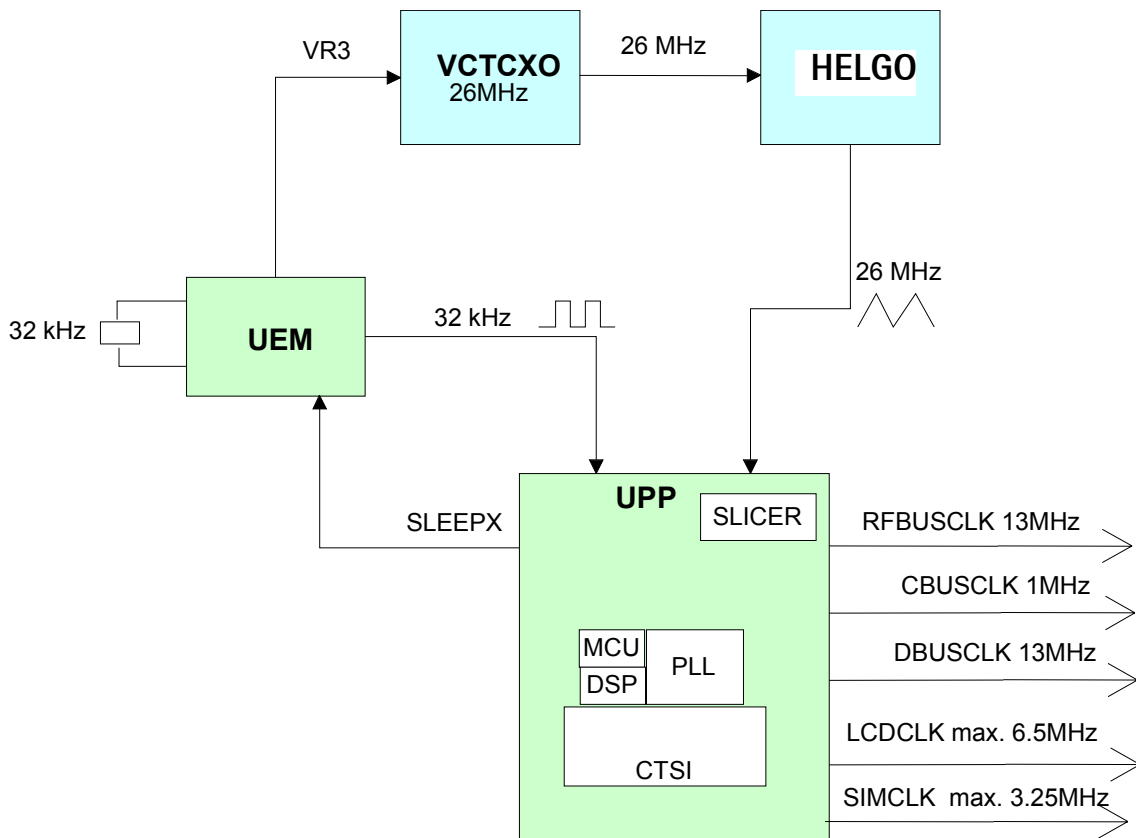 VR3
VCTCXO
26MHz
26 MHz
HELGO
26 MHz
32 kHz
UEM
32 kHz
UPP
SLICER
SLEEPX
RFBUSCLK 13MHz
CBUSCLK 1MHz
MCU
PLL
DSP
DBUSCLK 13MHz
LCDCLK max. 6.5MHz
CTSI
SIMCLK max. 3.25MHz